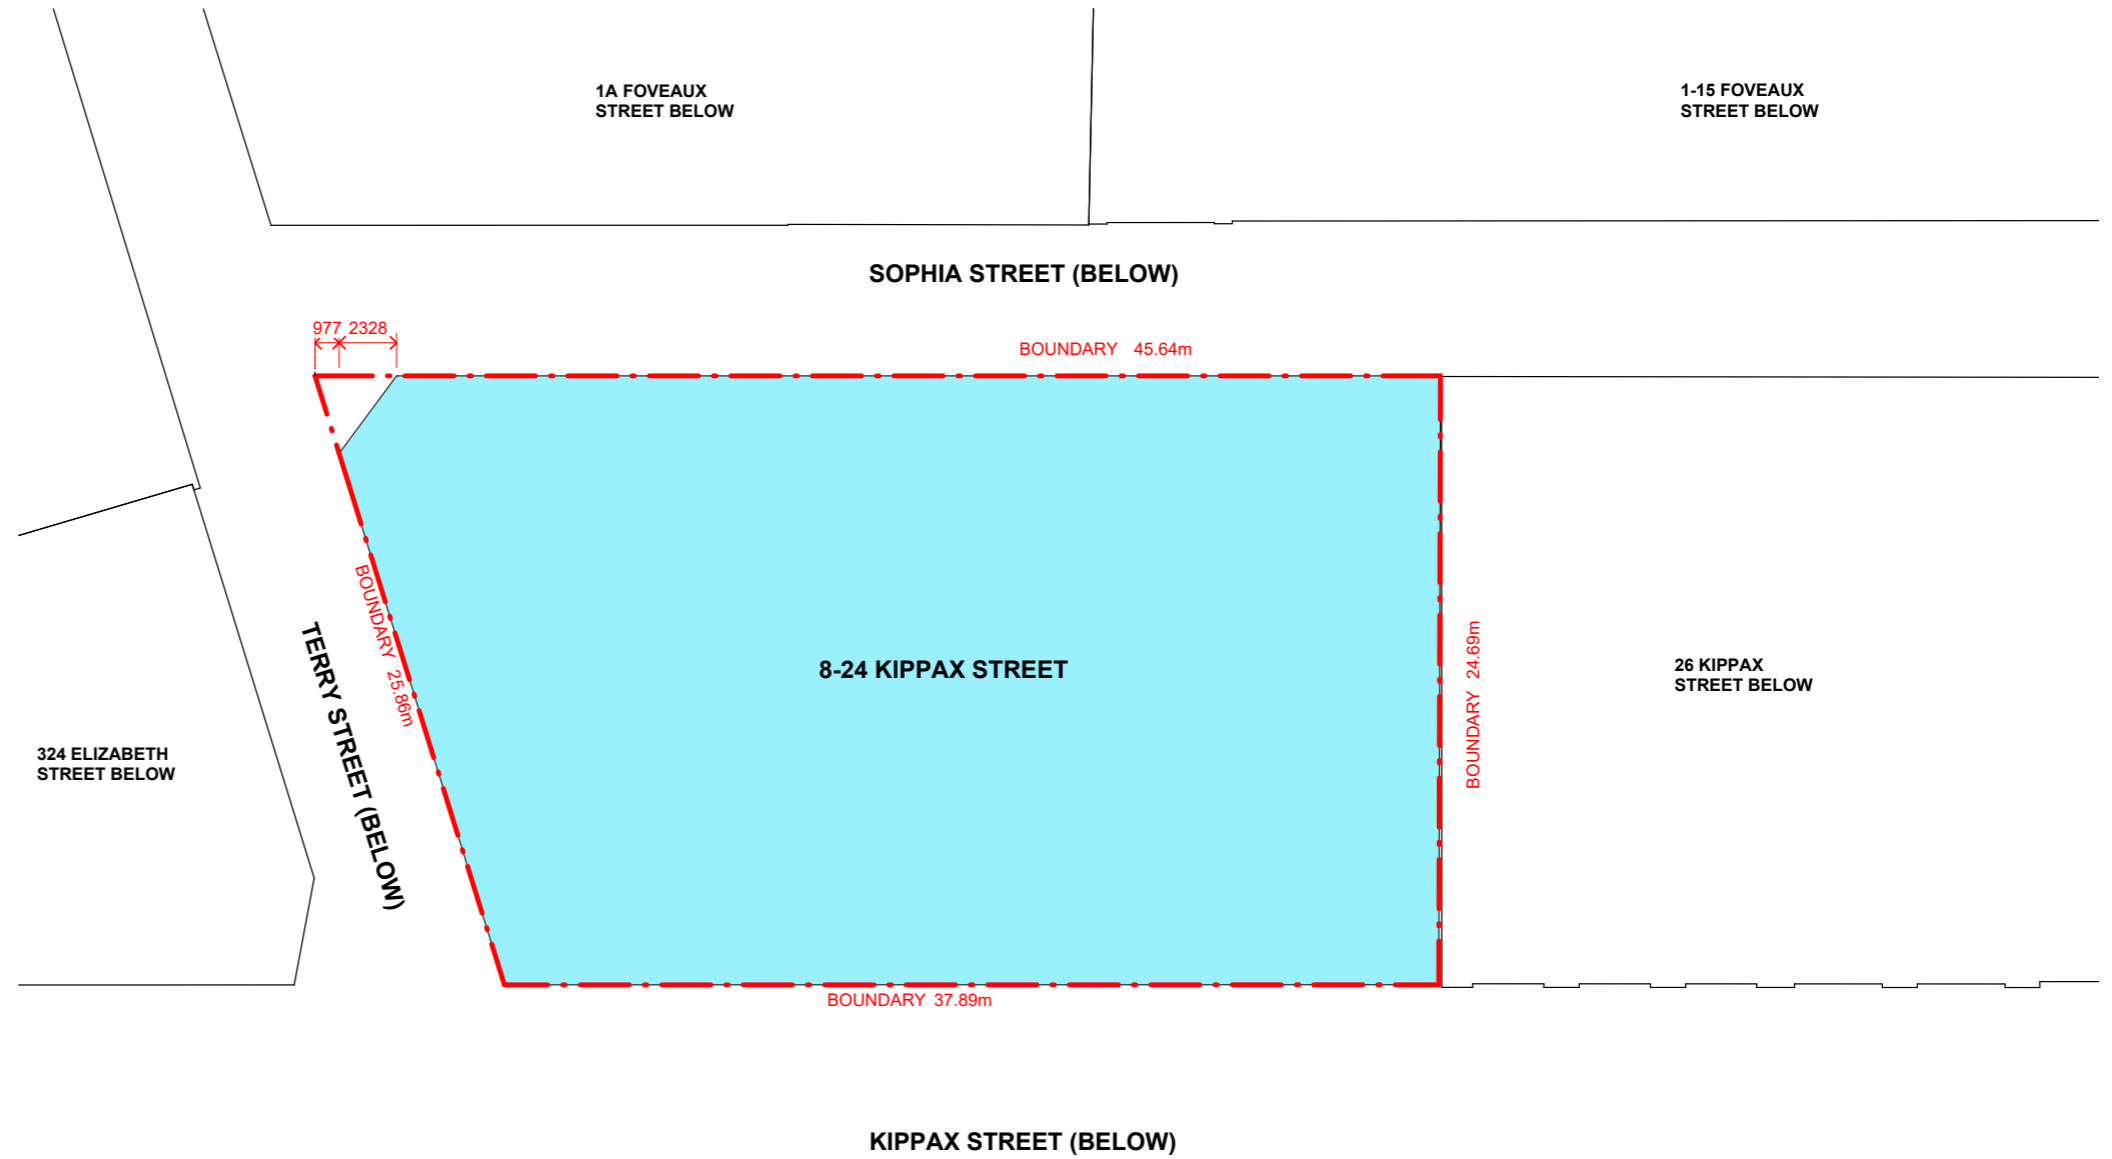 1A FOVEAUX
STREET BELOW
1-15 FOVEAUX
STREET BELOW
SOPHIA STREET (BELOW)
977 2328
BOUNDARY 45.64m
BOUNDARY 25.86m
TERRY STREET (BELOW)
8-24 KIPPAX STREET
BOUNDARY 24.69m
26 KIPPAX
STREET BELOW
324 ELIZABETH
STREET BELOW
BOUNDARY 37.89m
KIPPAX STREET (BELOW)